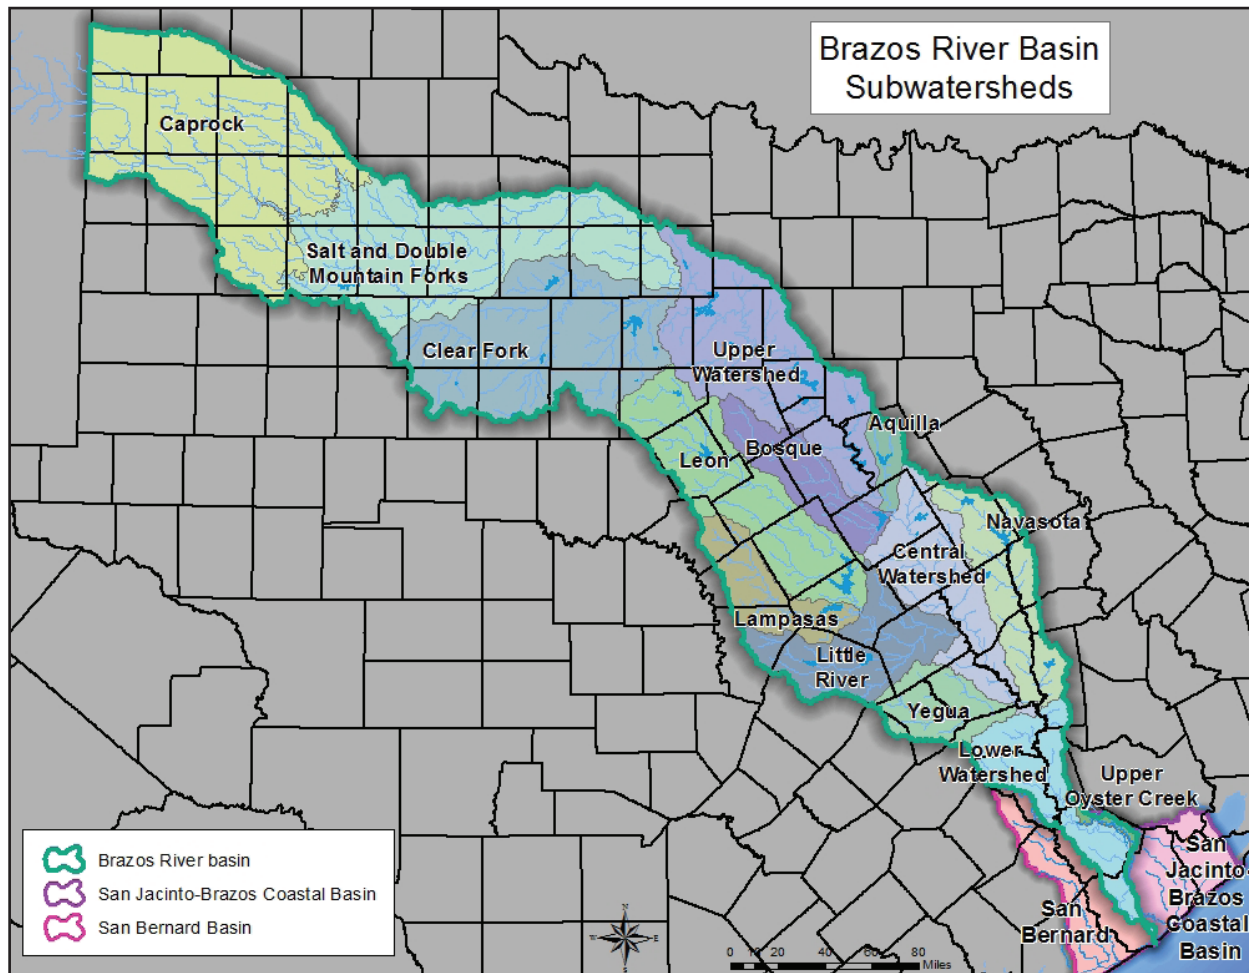 Brazos River Basin
Subwatersheds
Caprock
Salt and Double
Mountain Forks
Clear Fork
Upper
Watershed
Aquilla
Bosque
Leon
Navasota
Central
Watershed
Lampasas
Little
River
Yegua
Lower
Watershed
Upper
Oyster Creek
San
Jacinto-
Brazos
Coastal
Basin
San
Bernard
Brazos River basin
San Jacinto-Brazos Coastal Basin
San Bernard Basin
N
W
E
S
0 10 20 40 60 80
Miles